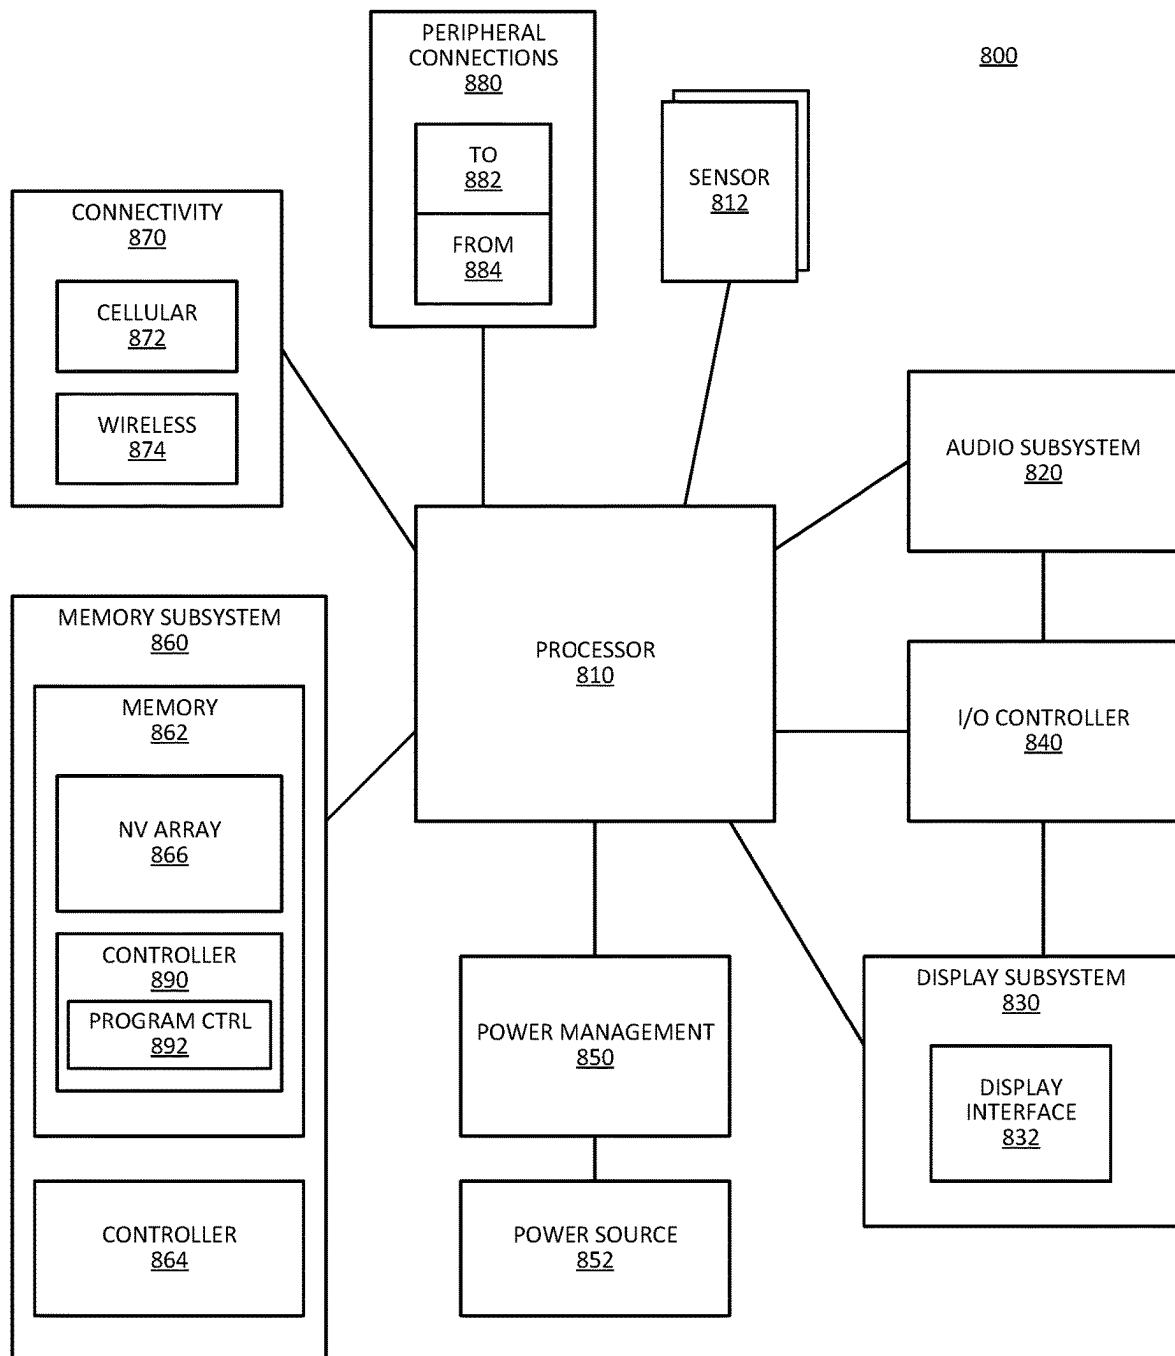 PERIPHERAL
CONNECTIONS
880
TO
882
FROM
884
800
SENSOR
812
CONNECTIVITY
870
CELLULAR
872
WIRELESS
874
AUDIO SUBSYSTEM
820
PROCESSOR
810
MEMORY SUBSYSTEM
860
MEMORY
862
NV ARRAY
866
CONTROLLER
890
PROGRAM CTRL
892
CONTROLLER
864
I/O CONTROLLER
840
POWER MANAGEMENT
850
POWER SOURCE
852
DISPLAY SUBSYSTEM
830
DISPLAY
INTERFACE
832